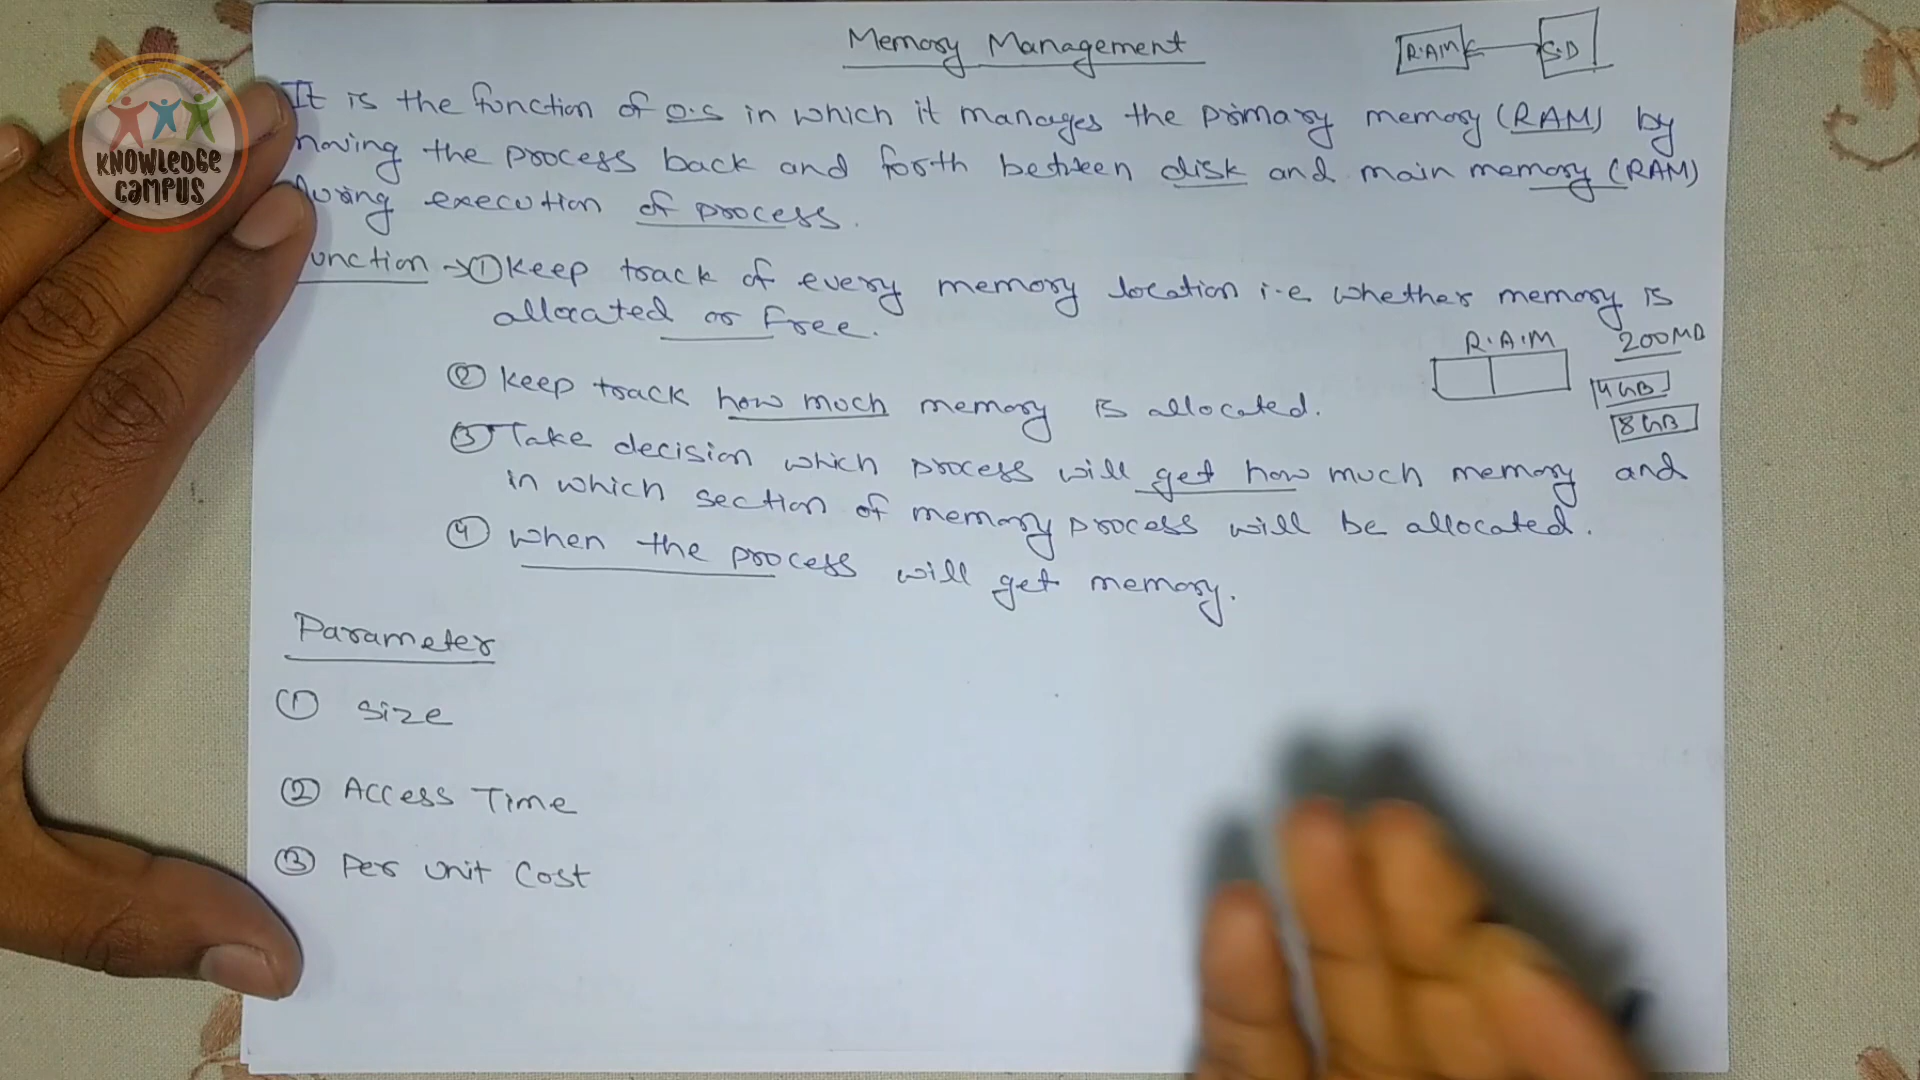 Memory Management
R.A.M S.D
KNOWLEDGE
CAMPUS
It is the function of O.S in which it manages the primary memory (RAM) by
moving the process back and forth between disk and main memory (RAM)
during execution of process.
unction → ① Keep track of every memory location i.e whether memory is
allocated or Free.
R.A.M 200MB
4GB
8GB
② Keep track how much memory is allocated.
③ Take decision which process will get how much memory and
in which section of memory process will be allocated.
④ When the process will get memory.
Parameter
① Size
② Access Time
③ Per unit Cost